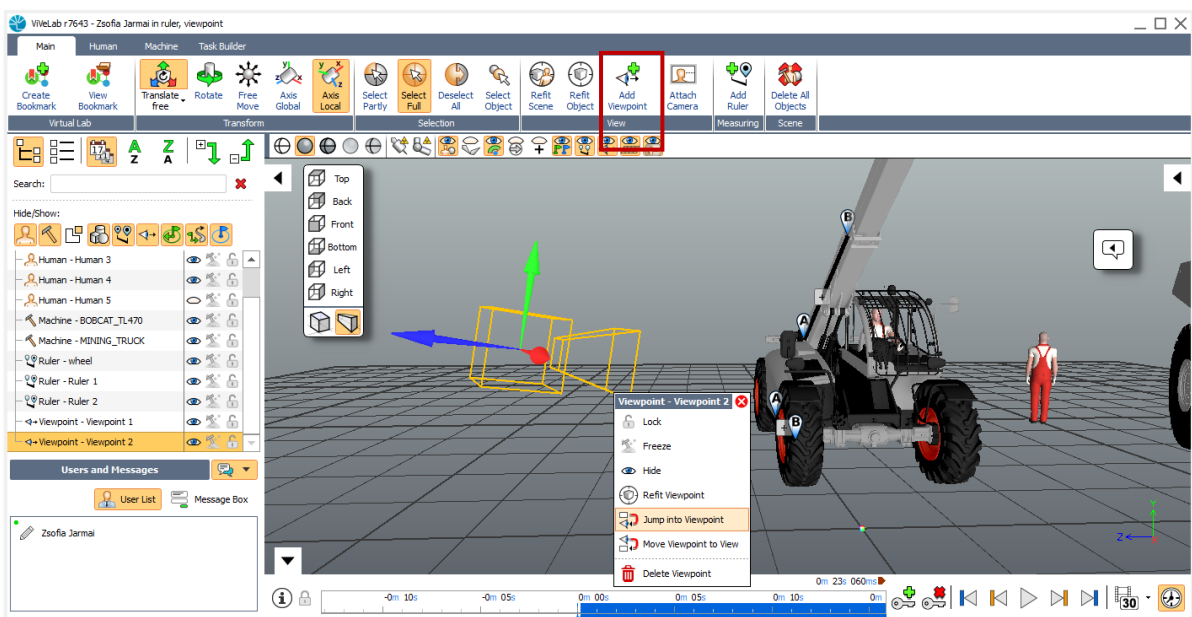 ViVeLab r7643 - Zsofia Jarmai in ruler, viewpoint
Main Human Machine Task Builder
Create Bookmark
View Bookmark
Translate free
Rotate
Free Move
Axis Global
Axis Local
Select Partly
Select Full
Deselect All
Select Object
Refit Scene
Refit Object
Add Viewpoint
Attach Camera
Add Ruler
Delete All Objects
Virtual Lab Transform Selection View Measuring Scene
Search:
Hide/Show:
Human - Human 3
Human - Human 4
Human - Human 5
Machine - BOBCAT_TL470
Machine - MINING_TRUCK
Ruler - wheel
Ruler - Ruler 1
Ruler - Ruler 2
Viewpoint - Viewpoint 1
Viewpoint - Viewpoint 2
Users and Messages
User List Message Box
Zsofia Jarmai
Top
Back
Front
Bottom
Left
Right
B
A
A
B
Viewpoint - Viewpoint 2
Lock
Freeze
Hide
Refit Viewpoint
Jump into Viewpoint
Move Viewpoint to View
Delete Viewpoint
Y
Z
0m 23s 060ms
-0m 10s -0m 05s 0m 00s 0m 05s 0m 10s 0m
30